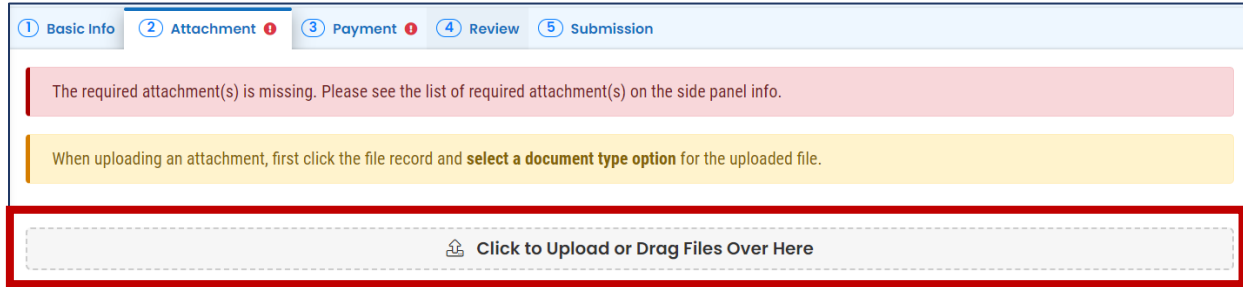 1 Basic Info 2 Attachment ! 3 Payment ! 4 Review 5 Submission
The required attachment(s) is missing. Please see the list of required attachment(s) on the side panel info.
When uploading an attachment, first click the file record and select a document type option for the uploaded file.
Click to Upload or Drag Files Over Here